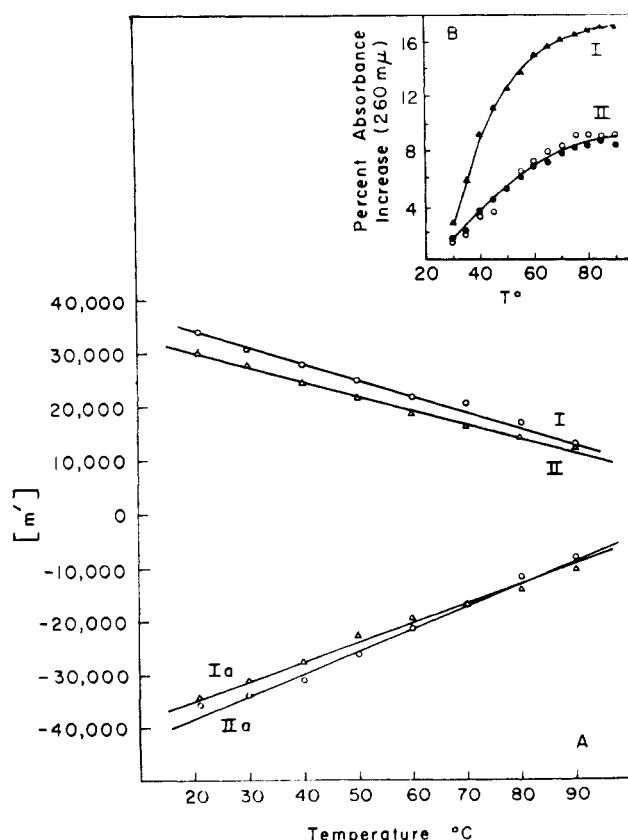 B
I
II
Percent Absorbance
Increase (260 mμ)
16
12
8
4
20
40
60
80
T°
40,000
30,000
20,000
10,000
0
-10,000
-20,000
-30,000
-40,000
[m′]
I
II
Ia
IIa
A
20 30 40 50 60 70 80 90
Temperature °C